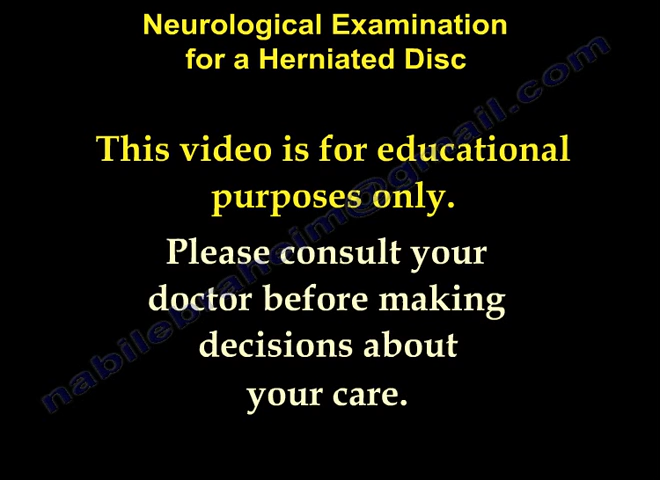 Neurological Examination
for a Herniated Disc
This video is for educational
purposes only.
Please consult your
doctor before making
decisions about
your care.
nabilebraheim@gmail.com